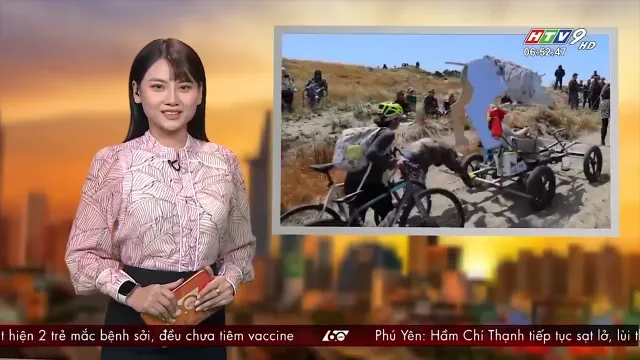 HTV9 HD
06:52:47
t hiện 2 trẻ mắc bệnh sởi, đều chưa tiêm vaccine 60 Phú Yên: Hầm Chí Thạnh tiếp tục sạt lở, lùi t